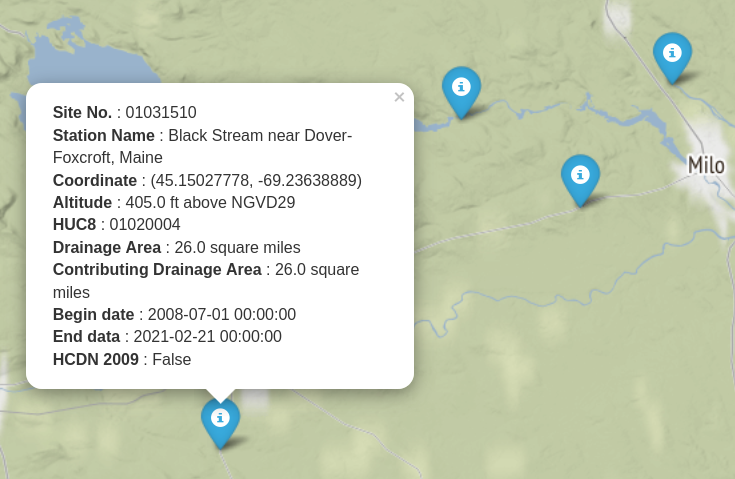 ×
Site No. : 01031510
Station Name : Black Stream near Dover-
Foxcroft, Maine
Coordinate : (45.15027778, -69.23638889)
Altitude : 405.0 ft above NGVD29
HUC8 : 01020004
Drainage Area : 26.0 square miles
Contributing Drainage Area : 26.0 square
miles
Begin date : 2008-07-01 00:00:00
End data : 2021-02-21 00:00:00
HCDN 2009 : False
Milo